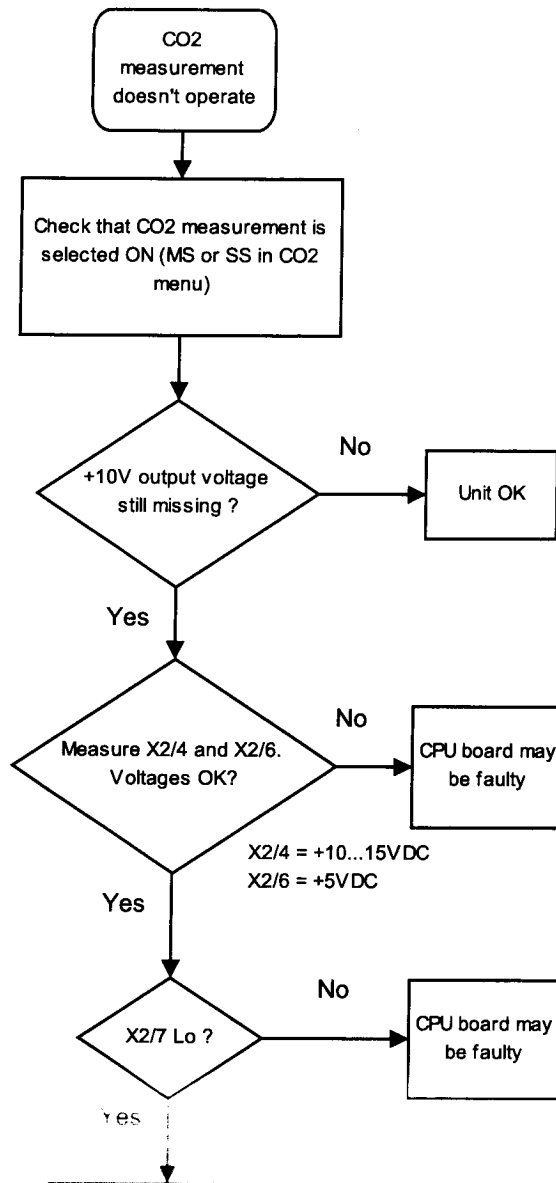 CO2
measurement
doesn't operate
Check that CO2 measurement is
selected ON (MS or SS in CO2
menu)
+10V output voltage
still missing ?
No
Unit OK
Yes
Measure X2/4 and X2/6.
Voltages OK?
No
CPU board may
be faulty
X2/4 = +10...15VDC
X2/6 = +5VDC
Yes
X2/7 Lo ?
No
CPU board may
be faulty
Yes